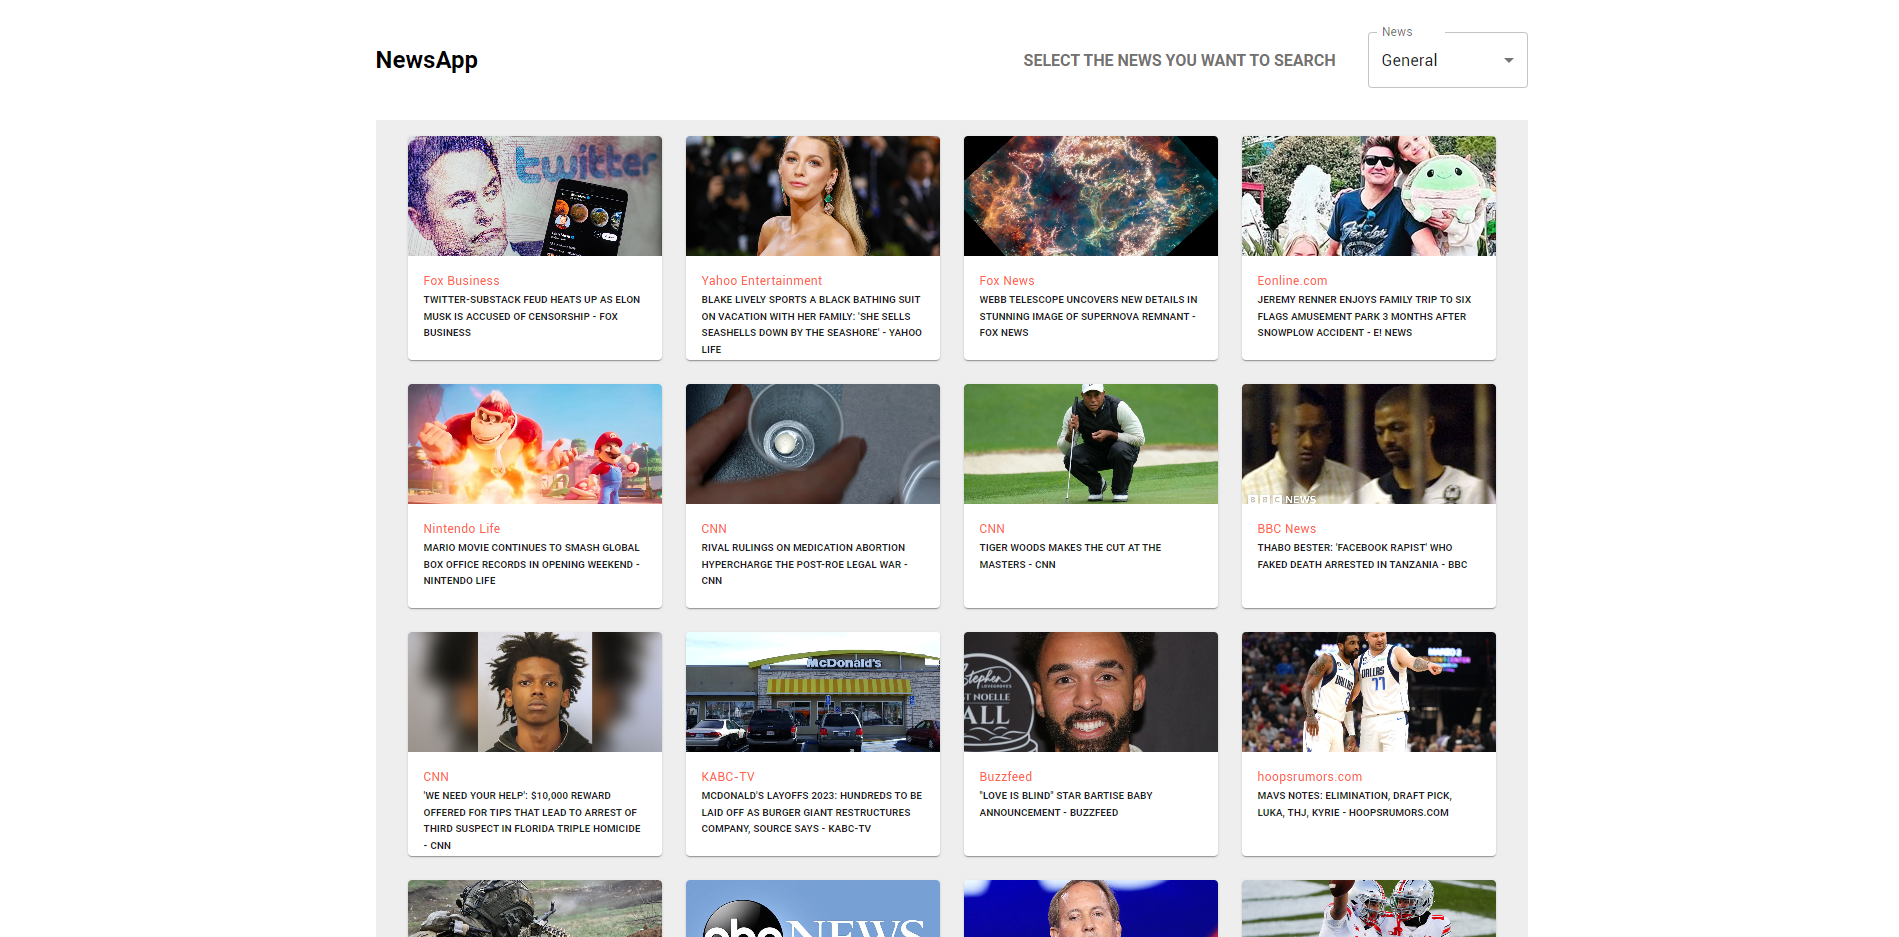 NewsApp
SELECT THE NEWS YOU WANT TO SEARCH
News
General
twitter
Fox Business
TWITTER-SUBSTACK FEUD HEATS UP AS ELON
MUSK IS ACCUSED OF CENSORSHIP - FOX
BUSINESS
Yahoo Entertainment
BLAKE LIVELY SPORTS A BLACK BATHING SUIT
ON VACATION WITH HER FAMILY: 'SHE SELLS
SEASHELLS DOWN BY THE SEASHORE' - YAHOO
LIFE
Fox News
WEBB TELESCOPE UNCOVERS NEW DETAILS IN
STUNNING IMAGE OF SUPERNOVA REMNANT -
FOX NEWS
Eonline.com
JEREMY RENNER ENJOYS FAMILY TRIP TO SIX
FLAGS AMUSEMENT PARK 3 MONTHS AFTER
SNOWPLOW ACCIDENT - E! NEWS
BBC NEWS
Nintendo Life
MARIO MOVIE CONTINUES TO SMASH GLOBAL
BOX OFFICE RECORDS IN OPENING WEEKEND -
NINTENDO LIFE
CNN
RIVAL RULINGS ON MEDICATION ABORTION
HYPERCHARGE THE POST-ROE LEGAL WAR -
CNN
CNN
TIGER WOODS MAKES THE CUT AT THE
MASTERS - CNN
BBC News
THABO BESTER: 'FACEBOOK RAPIST' WHO
FAKED DEATH ARRESTED IN TANZANIA - BBC
McDonald's
Stephen
T NOELLE
ALL
DALLAS
DALLAS
77
CNN
'WE NEED YOUR HELP': $10,000 REWARD
OFFERED FOR TIPS THAT LEAD TO ARREST OF
THIRD SUSPECT IN FLORIDA TRIPLE HOMICIDE
- CNN
KABC-TV
MCDONALD'S LAYOFFS 2023: HUNDREDS TO BE
LAID OFF AS BURGER GIANT RESTRUCTURES
COMPANY, SOURCE SAYS - KABC-TV
Buzzfeed
"LOVE IS BLIND" STAR BARTISE BABY
ANNOUNCEMENT - BUZZFEED
hoopsrumors.com
MAVS NOTES: ELIMINATION, DRAFT PICK,
LUKA, THJ, KYRIE - HOOPSRUMORS.COM
abc NEWS